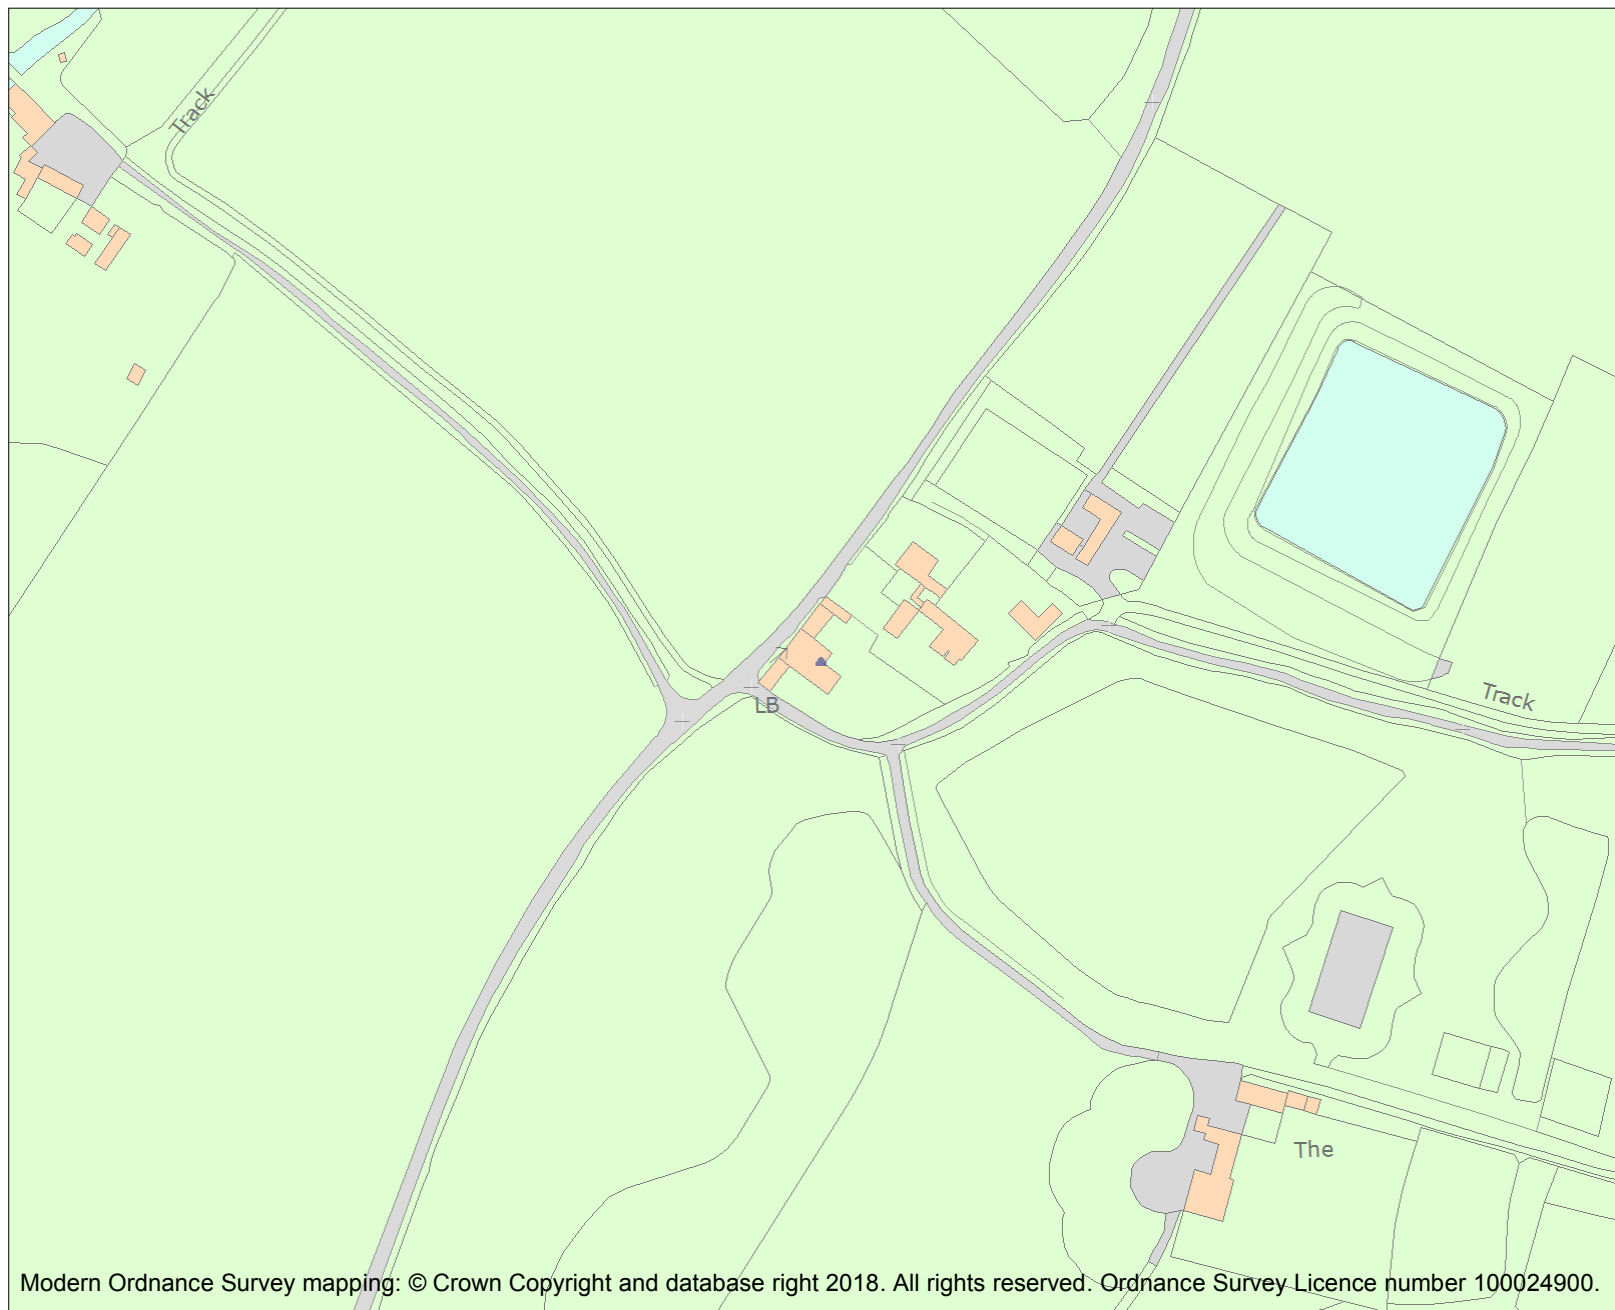 Track
LB
Track
The
Modern Ordnance Survey mapping: © Crown Copyright and database right 2018. All rights reserved. Ordnance Survey Licence number 100024900.